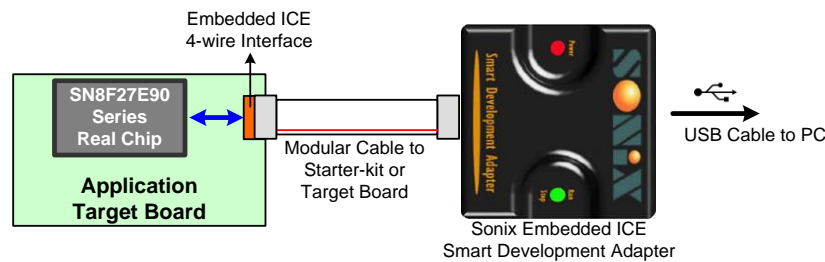 Embedded ICE
4-wire Interface
SN8F27E90
Series
Real Chip
Application
Target Board
Modular Cable to
Starter-kit or
Target Board
Smart Development Adapter
Power
Run
Stop
SONIX
USB Cable to PC
Sonix Embedded ICE
Smart Development Adapter